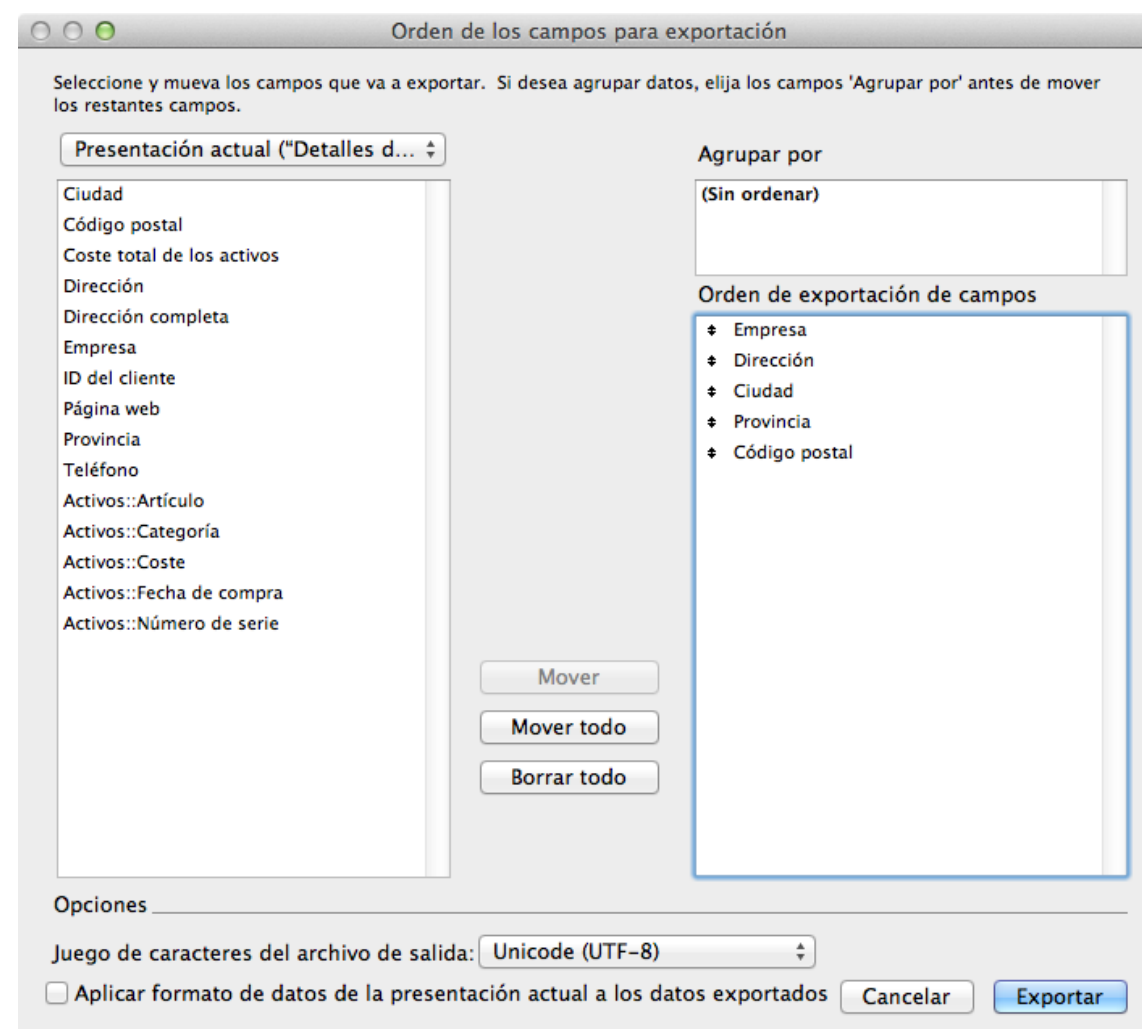 Orden de los campos para exportación
Seleccione y mueva los campos que va a exportar. Si desea agrupar datos, elija los campos 'Agrupar por' antes de mover
los restantes campos.
Presentación actual (“Detalles d...
Ciudad
Código postal
Coste total de los activos
Dirección
Dirección completa
Empresa
ID del cliente
Página web
Provincia
Teléfono
Activos::Artículo
Activos::Categoría
Activos::Coste
Activos::Fecha de compra
Activos::Número de serie
Mover
Mover todo
Borrar todo
Agrupar por
(Sin ordenar)
Orden de exportación de campos
Empresa
Dirección
Ciudad
Provincia
Código postal
Opciones
Juego de caracteres del archivo de salida: Unicode (UTF-8)
Aplicar formato de datos de la presentación actual a los datos exportados
Cancelar
Exportar